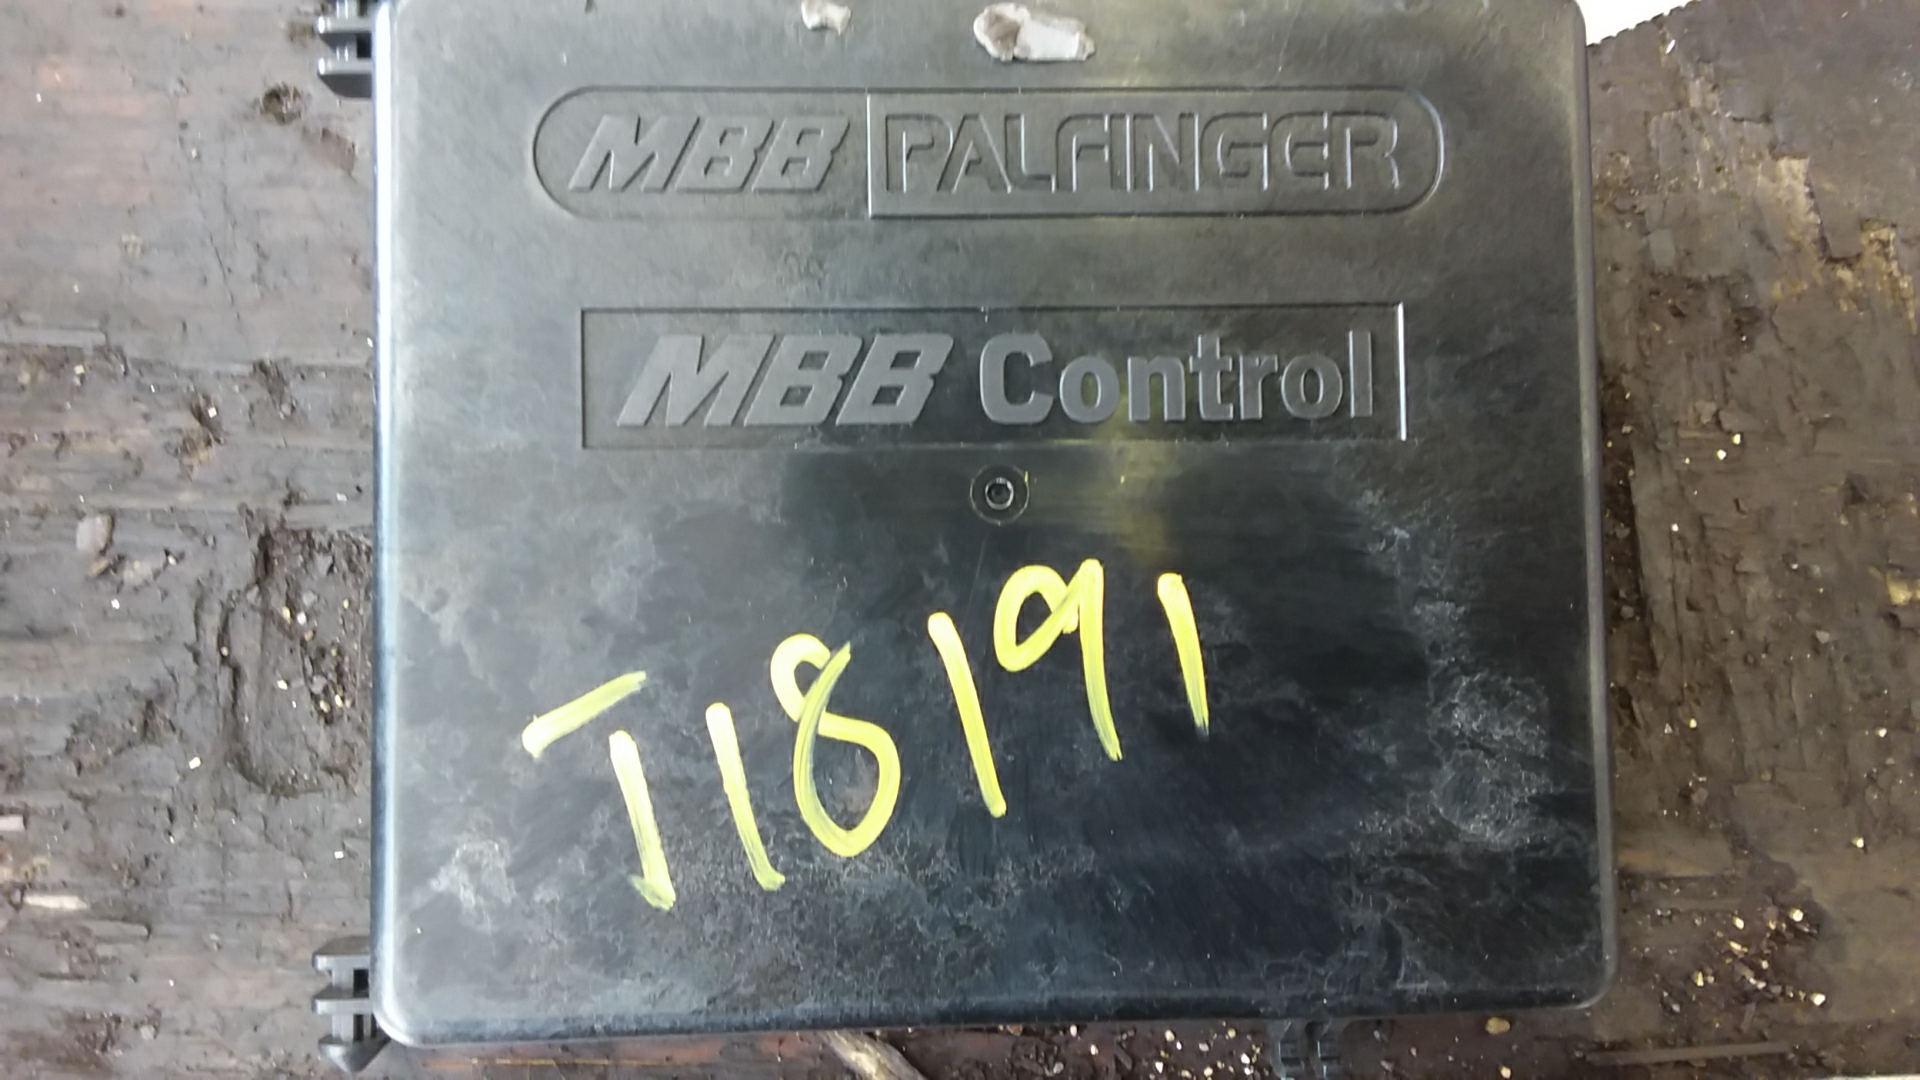 MBB PALFINGER
MBB Control
T18191